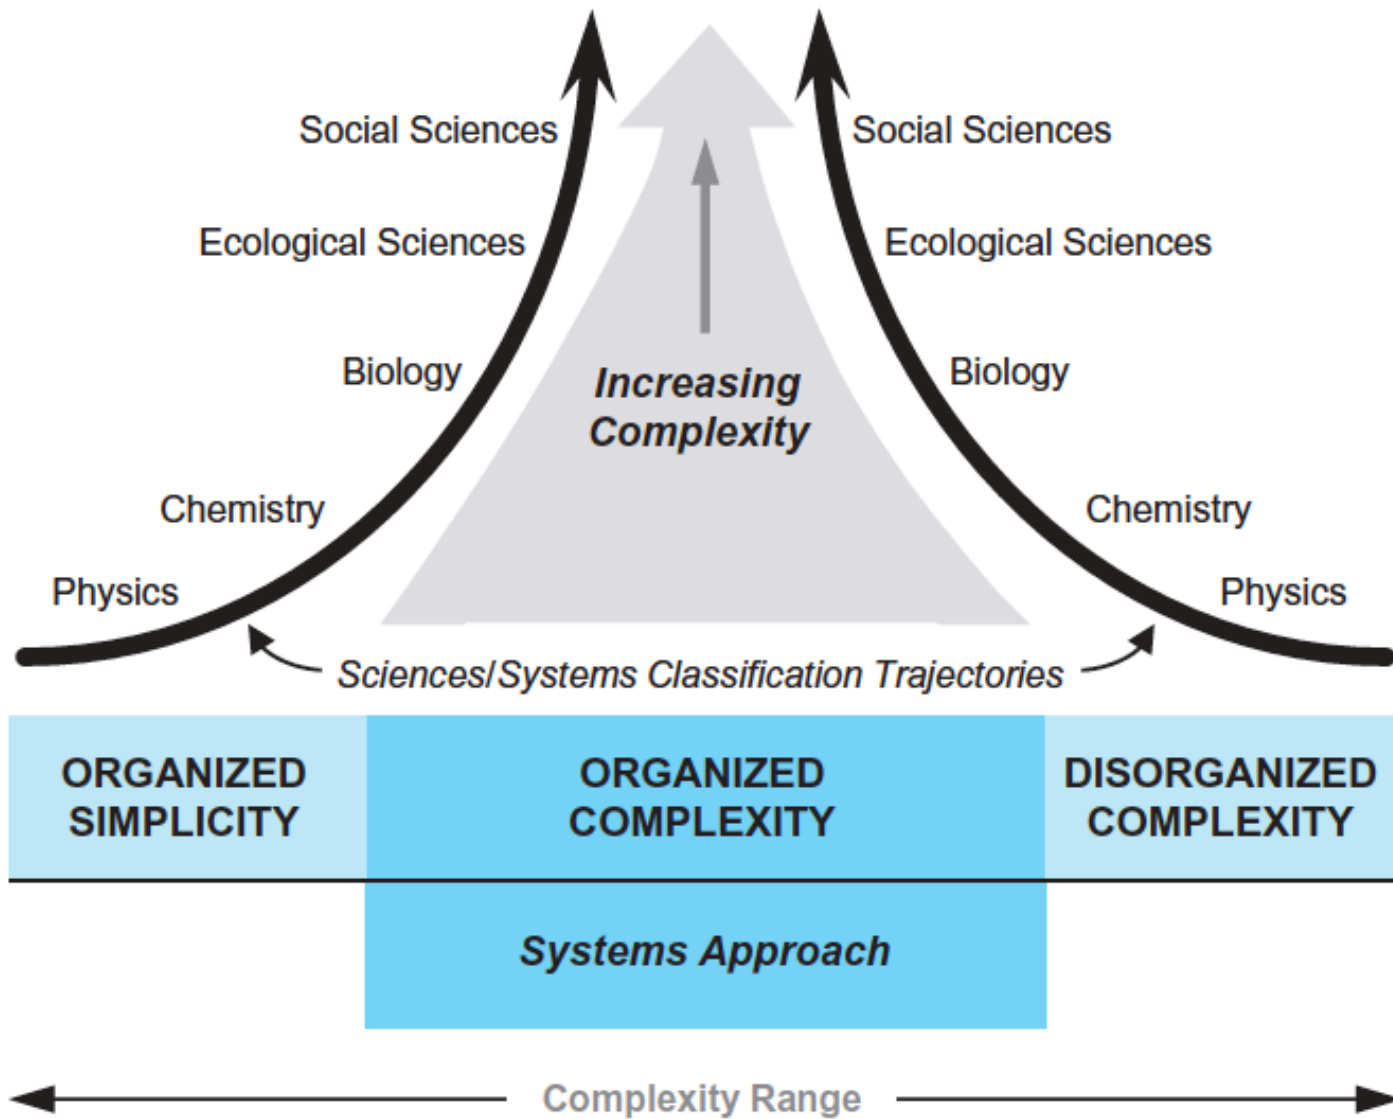 Social Sciences
Social Sciences
Ecological Sciences
Ecological Sciences
Biology
Increasing
Complexity
Biology
Chemistry
Chemistry
Physics
Physics
Sciences/Systems Classification Trajectories
ORGANIZED
SIMPLICITY
ORGANIZED
COMPLEXITY
DISORGANIZED
COMPLEXITY
Systems Approach
Complexity Range